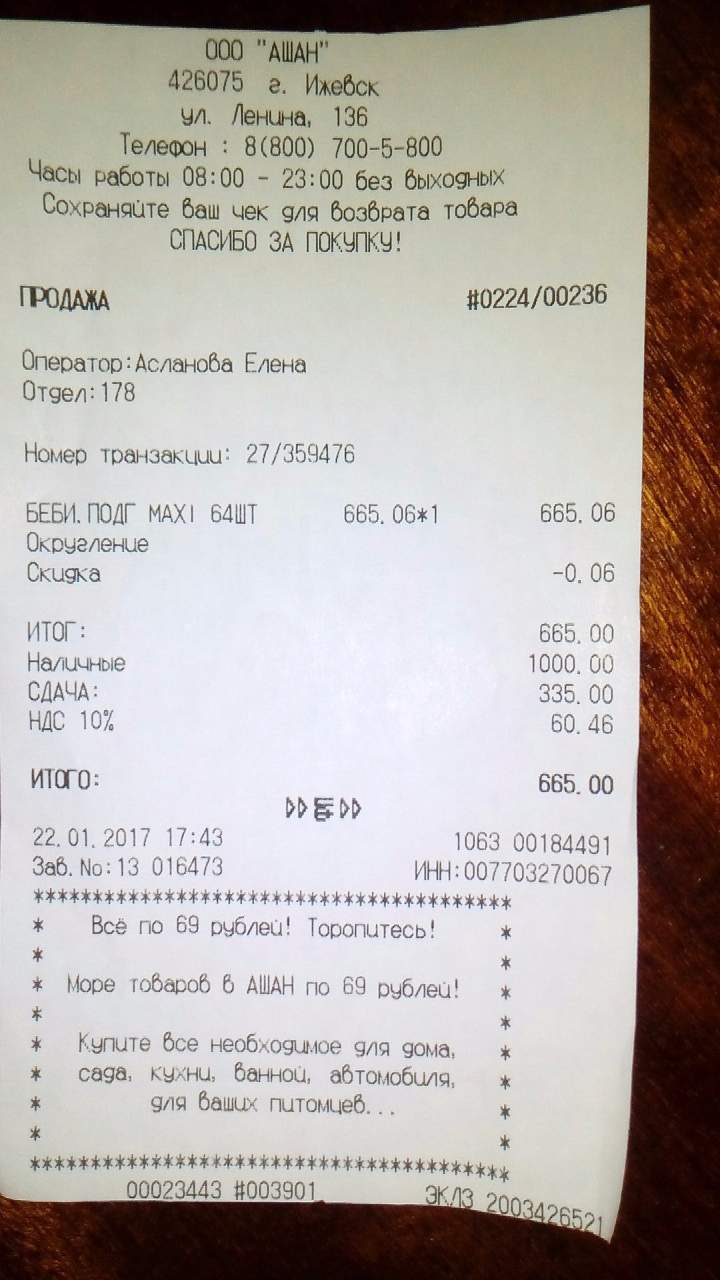 ООО "АШАН"
426075 г. Ижевск
ул. Ленина, 136
Телефон : 8(800) 700-5-800
Часы работы 08:00 - 23:00 без выходных
Сохраняйте ваш чек для возврата товара
СПАСИБО ЗА ПОКУПКУ!
ПРОДАЖА #0224/00236
Оператор:Асланова Елена
Отдел:178
Номер транзакции: 27/359476
БЕБИ.ПОДГ MAXI 64ШТ 665.06*1 665.06
Округление
Скидка -0.06
ИТОГ: 665.00
Наличные 1000.00
СДАЧА: 335.00
НДС 10% 60.46
ИТОГО: 665.00
22.01.2017 17:43 1063 00184491
Зав.No:13 016473 ИНН:007703270067
****************************************
* Всё по 69 рублей! Торопитесь! *
* *
* Море товаров в АШАН по 69 рублей! *
* *
* Купите все необходимое для дома, *
* сада, кухни, ванной, автомобиля, *
* для ваших питомцев... *
* *
****************************************
00023443 #003901 ЭКЛЗ 2003426521